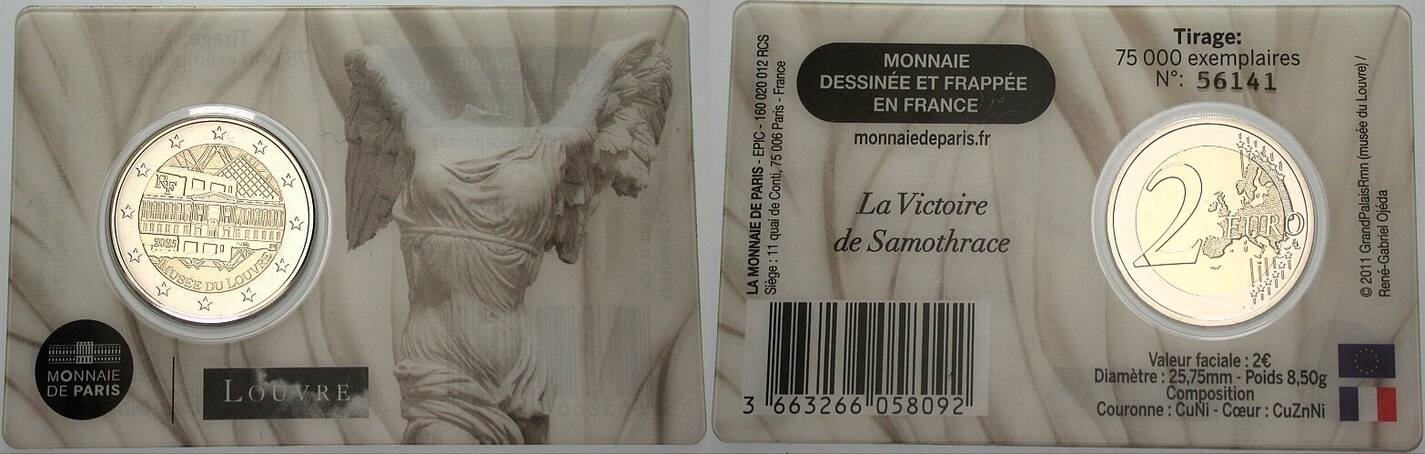 RF
2025
MUSÉE DU LOUVRE
MONNAIE
DE PARIS
LOUVRE
LA MONNAIE DE PARIS - EPIC - 160 020 012 RCS
Siège : 11 quai de Conti, 75 006 Paris - France
MONNAIE
DESSINÉE ET FRAPPÉE
EN FRANCE
monnaiedeparis.fr
La Victoire
de Samothrace
3 663266 058092
Tirage:
75 000 exemplaires
N°: 56141
2 EURO
© 2011 GrandPalaisRmn (musée du Louvre) /
René-Gabriel Ojéda
Valeur faciale : 2€
Diamètre : 25,75mm - Poids 8,50g
Composition
Couronne : CuNi - Cœur : CuZnNi